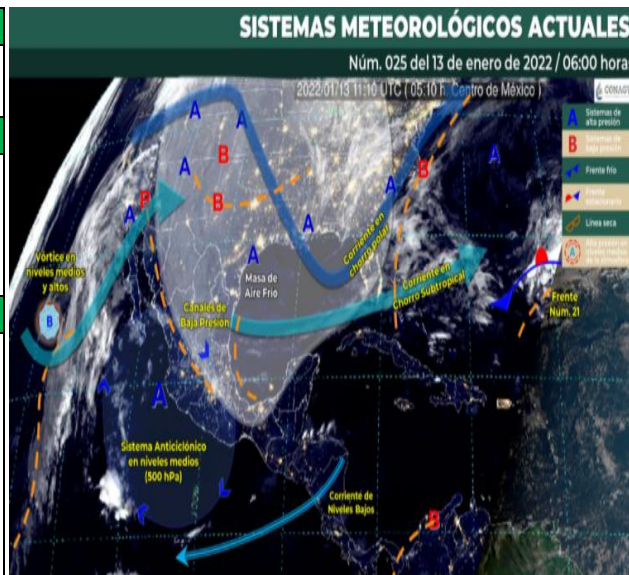 SISTEMAS METEOROLÓGICOS ACTUALES
Núm. 025 del 13 de enero de 2022 / 06:00 horas
2022/01/13 11:10 UTC ( 05:10 h. Centro de México )
CONAGUA
A Sistemas de
alta presión
B Sistemas de
baja presión
Frente frío
Frente
estacionario
Línea seca
A
A
A
A
B
A
A
B
A
B
B
A
A
A
Vórtice en
niveles medios
y altos
B
Masa de
Aire Frío
Corriente en
chorro polar
Canales de
Baja Presión
Corriente en
Chorro Subtropical
Frente
Núm. 21
A
Sistema Anticiclónico
en niveles medios
(500 hPa)
Corriente de
Niveles Bajos
B